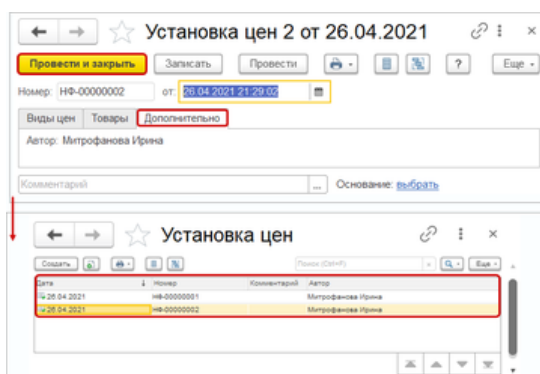 Установка цен 2 от 26.04.2021
Провести и закрыть Записать Провести ? Еще
Номер: НФ-00000002 от: 26.04.2021 21:29:02
Виды цен Товары Дополнительно
Автор: Митрофанова Ирина
Комментарий ... Основание: выбрать
Установка цен
Создать Поиск (Ctrl+F) × Еще
Дата ↓ Номер Комментарий Автор
26.04.2021 НФ-00000001 Митрофанова Ирина
26.04.2021 НФ-00000002 Митрофанова Ирина